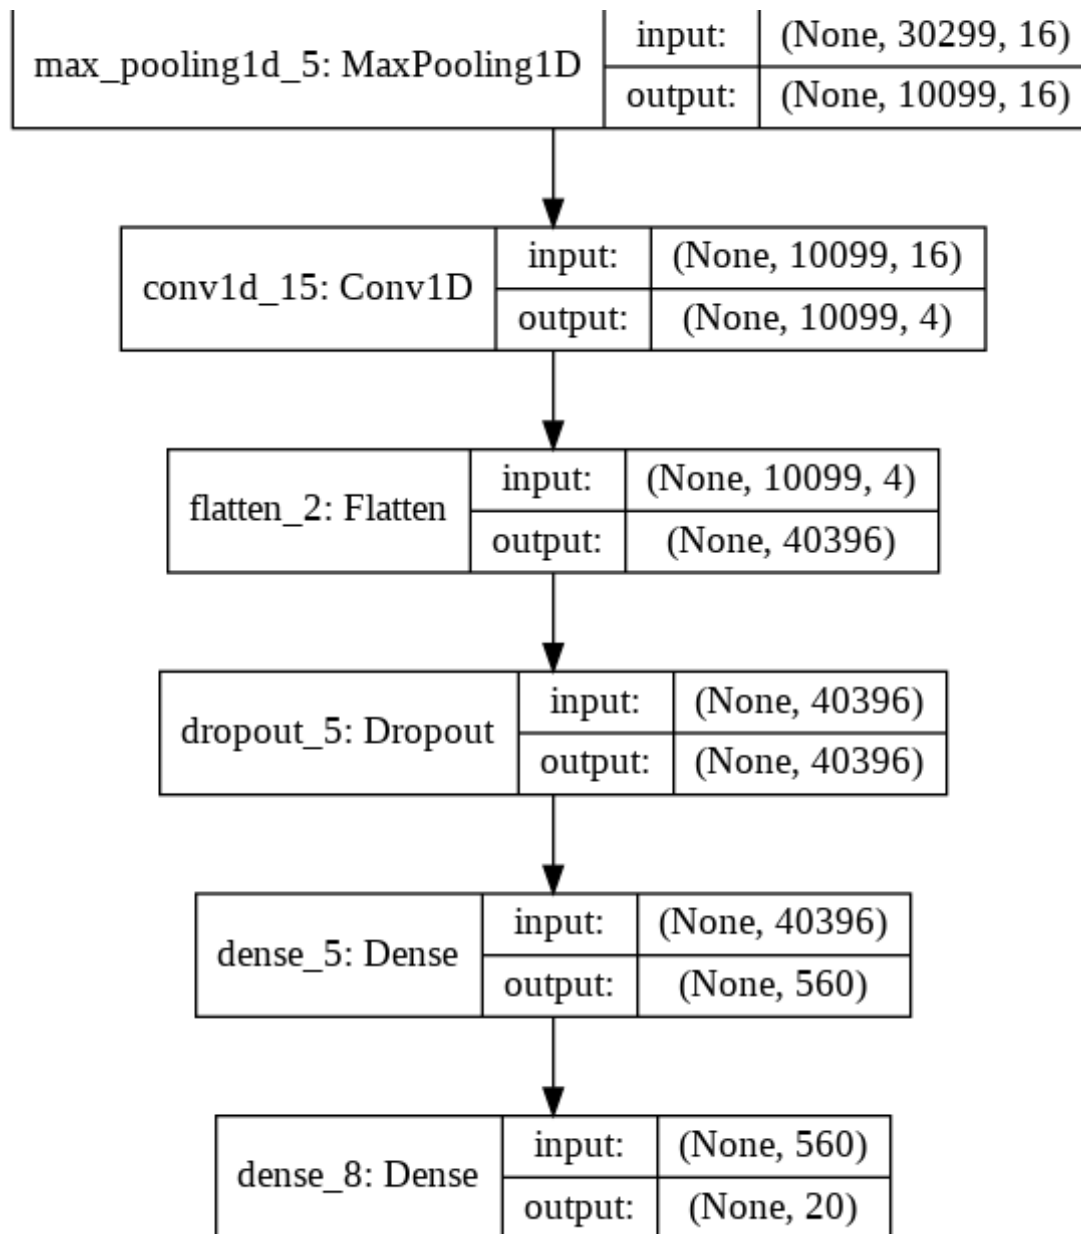 max_pooling1d_5: MaxPooling1D
input:
(None, 30299, 16)
output:
(None, 10099, 16)
conv1d_15: Conv1D
input:
(None, 10099, 16)
output:
(None, 10099, 4)
flatten_2: Flatten
input:
(None, 10099, 4)
output:
(None, 40396)
dropout_5: Dropout
input:
(None, 40396)
output:
(None, 40396)
dense_5: Dense
input:
(None, 40396)
output:
(None, 560)
dense_8: Dense
input:
(None, 560)
output:
(None, 20)